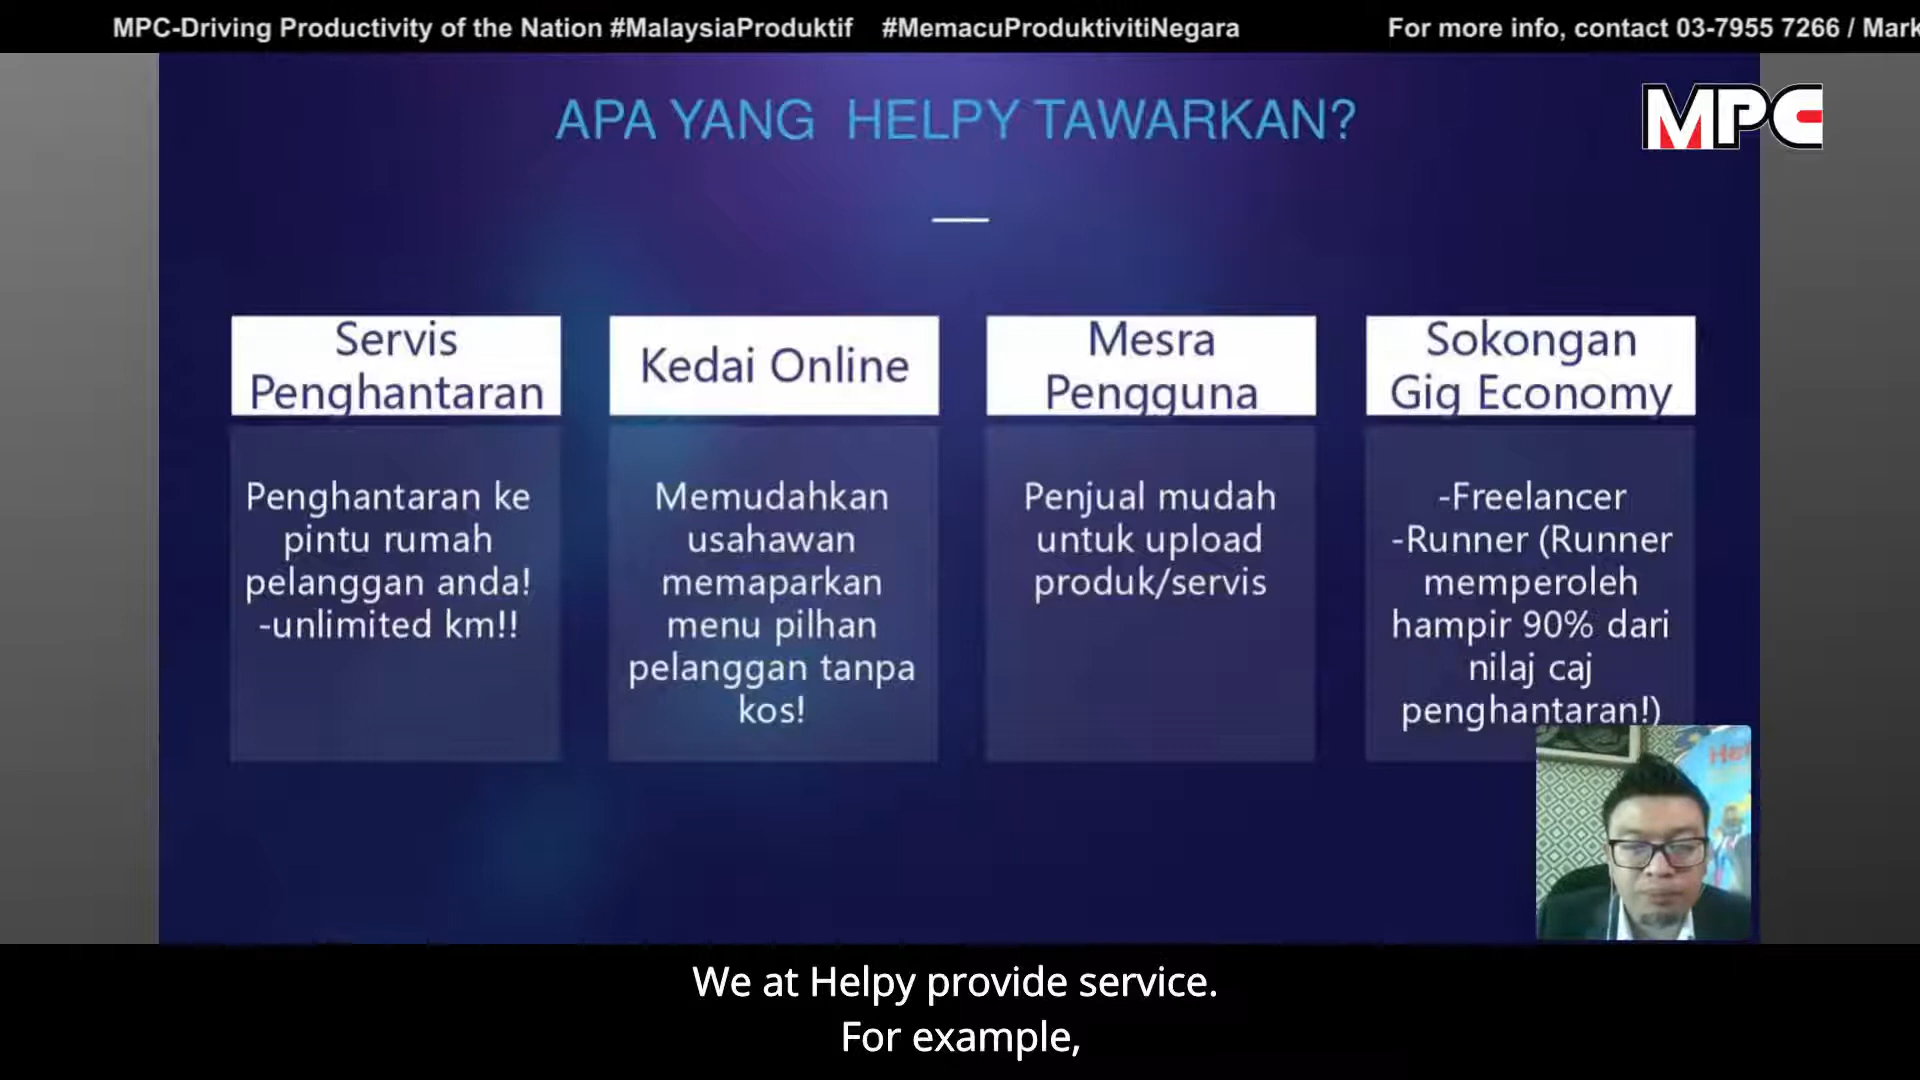 MPC-Driving Productivity of the Nation #MalaysiaProduktif #MemacuProduktivitiNegara For more info, contact 03-7955 7266 /
MPC
APA YANG HELPY TAWARKAN?
Servis
Penghantaran
Penghantaran ke
pintu rumah
pelanggan anda!
-unlimited km!!
Kedai Online
Memudahkan
usahawan
memaparkan
menu pilhan
pelanggan tanpa
kos!
Mesra
Pengguna
Penjual mudah
untuk upload
produk/servis
Sokongan
Gig Economy
-Freelancer
-Runner (Runner
memperoleh
hampir 90% dari
nilaj caj
penghantaran!)
We at Helpy provide service.
For example,